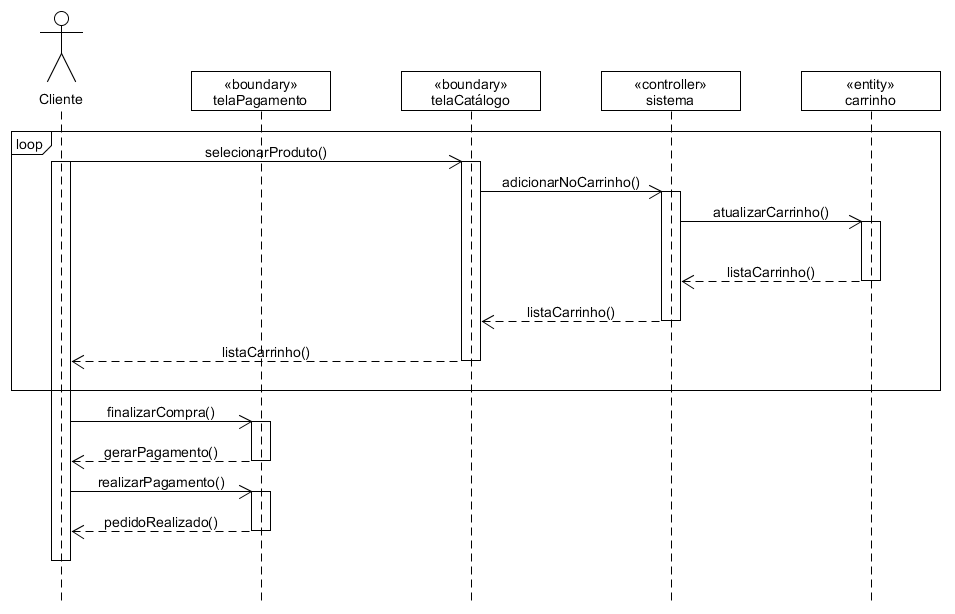 Cliente
«boundary»
telaPagamento
«boundary»
telaCatálogo
«controller»
sistema
«entity»
carrinho
loop
selecionarProduto()
adicionarNoCarrinho()
atualizarCarrinho()
listaCarrinho()
listaCarrinho()
listaCarrinho()
finalizarCompra()
gerarPagamento()
realizarPagamento()
pedidoRealizado()